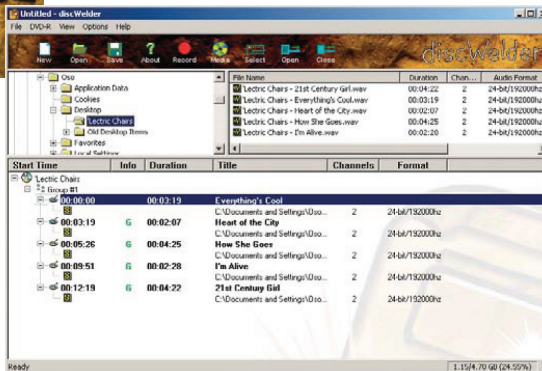 Untitled - discWelder
File DVD-R View Options Help
New Open Save About Record Media Select Open Close
discWelder
Oso
Application Data
Cookies
Desktop
'Lectric Chairs
Old Desktop Items
Favorites
Local Settings
File Name Duration Chan... Audio Format
'Lectric Chairs - 21st Century Girl.wav 00:04:22 2 24-bit/192000hz
'Lectric Chairs - Everything's Cool.wav 00:03:19 2 24-bit/192000hz
'Lectric Chairs - Heart of the City.wav 00:02:07 2 24-bit/192000hz
'Lectric Chairs - How She Goes.wav 00:04:25 2 24-bit/192000hz
'Lectric Chairs - I'm Alive.wav 00:02:28 2 24-bit/192000hz
Start Time Info Duration Title Channels Format
'Lectric Chairs
Group #1
00:00:00 00:03:19 Everything's Cool
C:\Documents and Settings\Oso... 2 24-bit/192000hz
00:03:19 G 00:02:07 Heart of the City
C:\Documents and Settings\Oso... 2 24-bit/192000hz
00:05:26 G 00:04:25 How She Goes
C:\Documents and Settings\Oso... 2 24-bit/192000hz
00:09:51 G 00:02:28 I'm Alive
C:\Documents and Settings\Oso... 2 24-bit/192000hz
00:12:19 G 00:04:22 21st Century Girl
C:\Documents and Settings\Oso... 2 24-bit/192000hz
Ready 1.15/4.70 GB (24.55%)